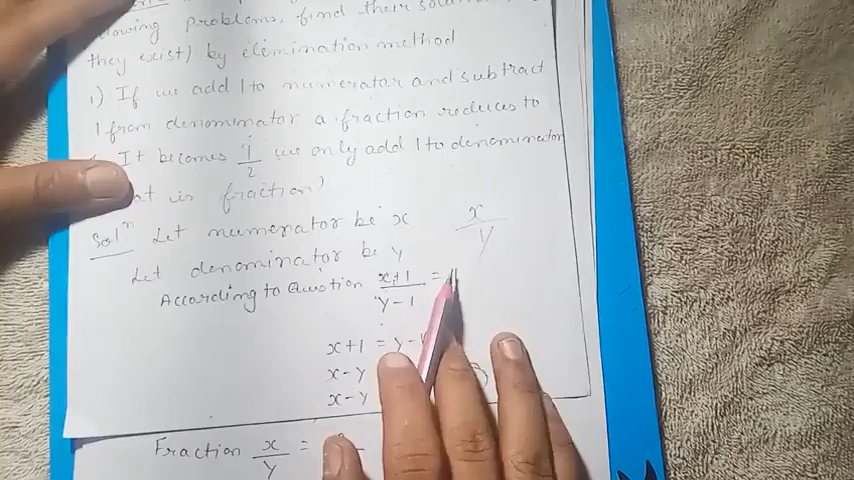 following problems, find their
they exist) by elimination method
i) If we add 1 to numerator and subtract
1 from denominator a fraction reduces to
It becomes 1/2 we only add 1 to denominator
is fraction?
Solⁿ Let numerator be x x/y
Let denominator be y
According to Question x+1/y-1 =
x+1 = y-
x-y
x-y
Fraction x/y =